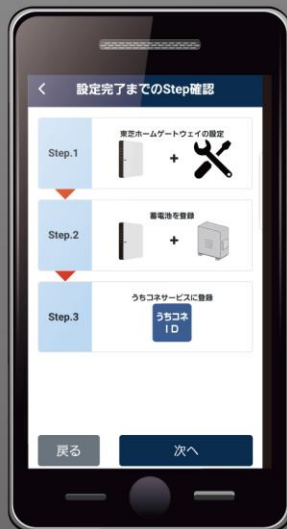 設定完了までのStep確認
Step.1
東芝ホームゲートウェイの設定
+
Step.2
蓄電池を登録
+
Step.3
うちコネサービスに登録
うちコネ
ID
戻る
次へ